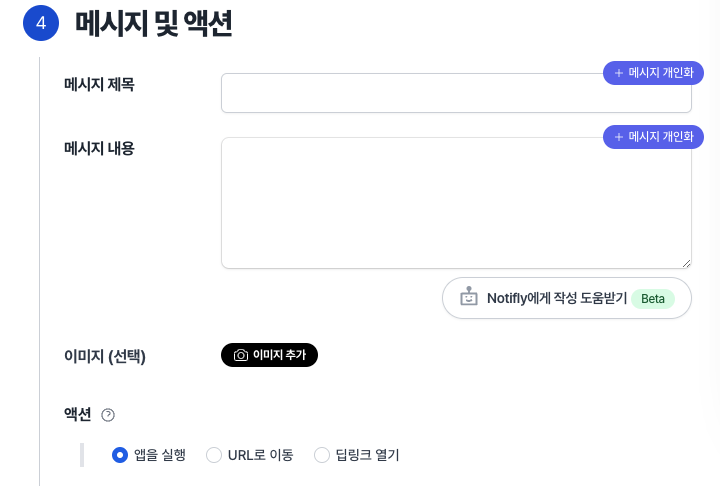 4 메시지 및 액션
메시지 제목
+ 메시지 개인화
메시지 내용
+ 메시지 개인화
Notifly에게 작성 도움받기 Beta
이미지 (선택)
이미지 추가
액션 ?
앱을 실행 URL로 이동 딥링크 열기